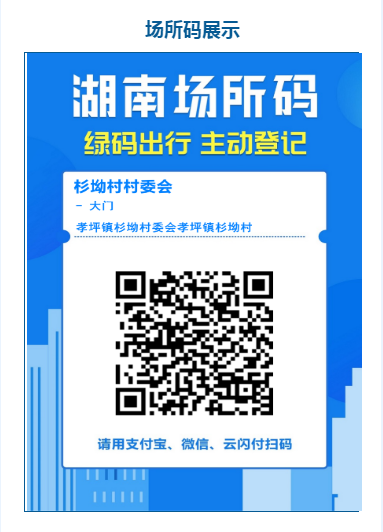 场所码展示
湖南场所码
绿码出行 主动登记
杉坳村村委会
- 大门
孝坪镇杉坳村委会孝坪镇杉坳村
请用支付宝、微信、云闪付扫码